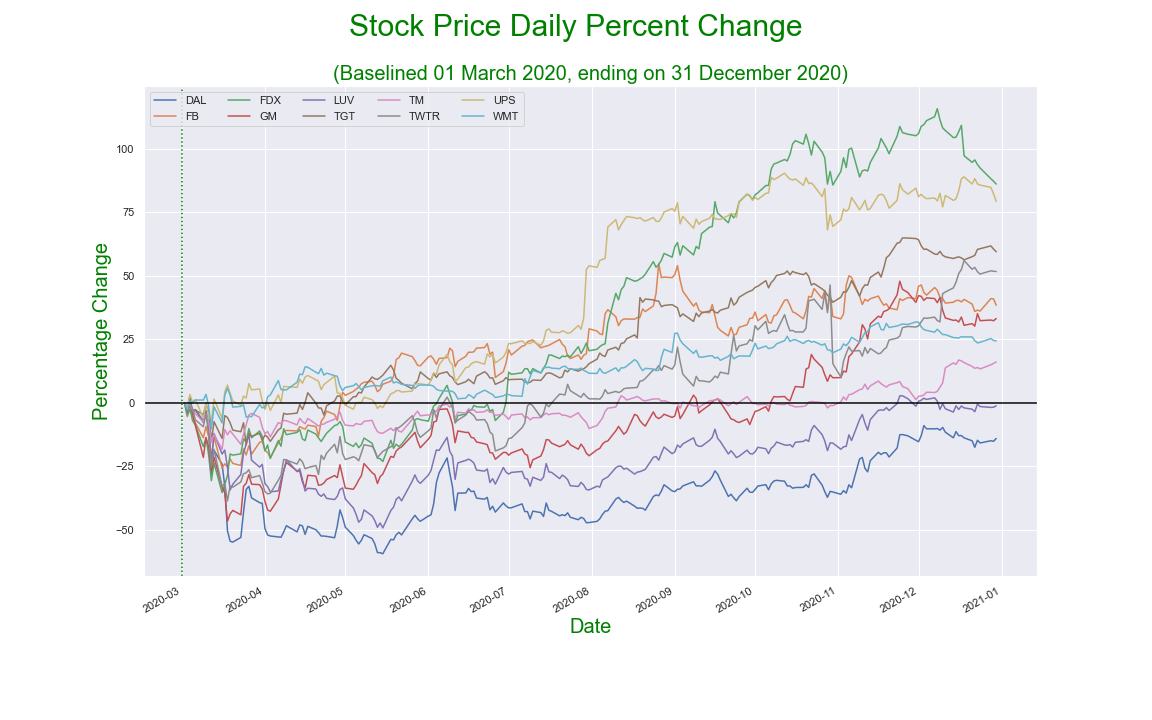 Stock Price Daily Percent Change
(Baselined 01 March 2020, ending on 31 December 2020)
DAL FDX LUV TM UPS
FB GM TGT TWTR WMT
Percentage Change
100
75
50
25
0
−25
−50
2020-03 2020-04 2020-05 2020-06 2020-07 2020-08 2020-09 2020-10 2020-11 2020-12 2021-01
Date